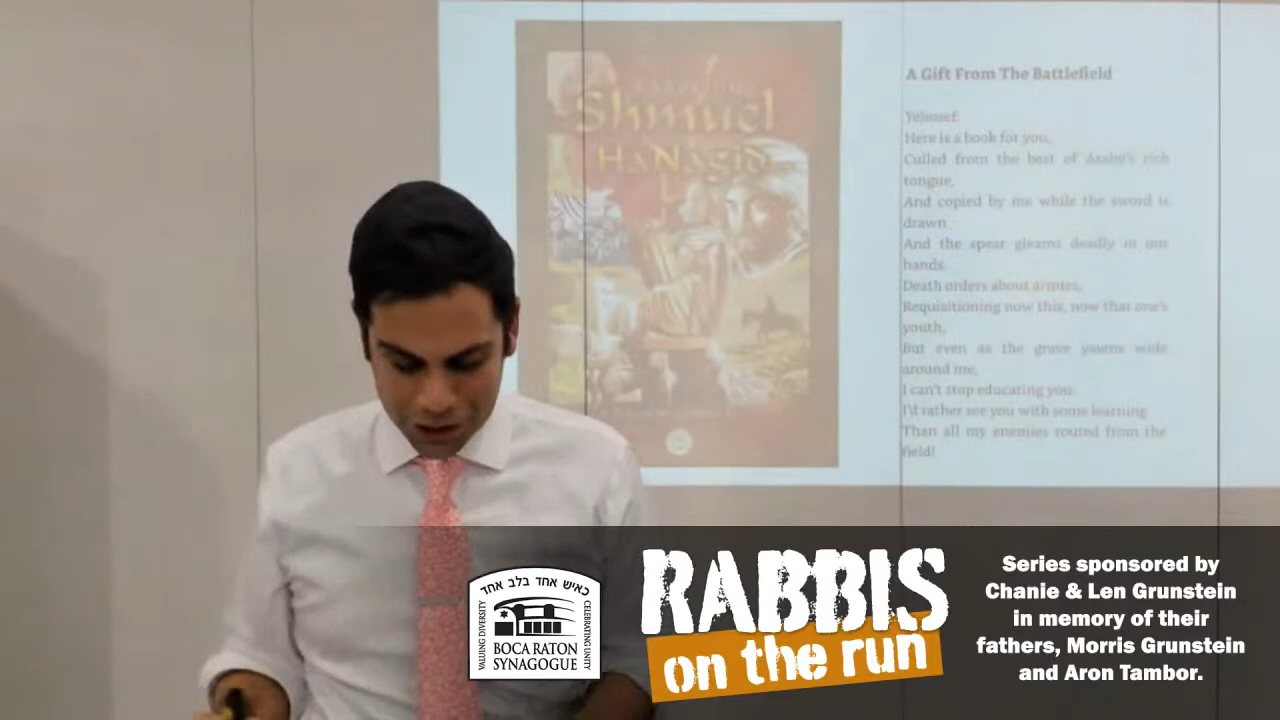 Shmuel
HaNagid
A Gift From The Battlefield
Yehosef:
Here is a book for you,
Culled from the best of rich
tongue,
And copied by me while the sword is
drawn
And the spear gleams deadly in our
hands.
Death orders about armies,
Requisitioning now this, now that one's
youth,
But even as the grave yawns wide
around me,
I can't stop educating you:
I'd rather see you with some learning
Than all my enemies routed from the
field!
כאיש אחד בלב אחד
VALUING DIVERSITY
CELEBRATING UNITY
BOCA RATON
SYNAGOGUE
RABBIS
on the run
Series sponsored by
Chanie & Len Grunstein
in memory of their
fathers, Morris Grunstein
and Aron Tambor.